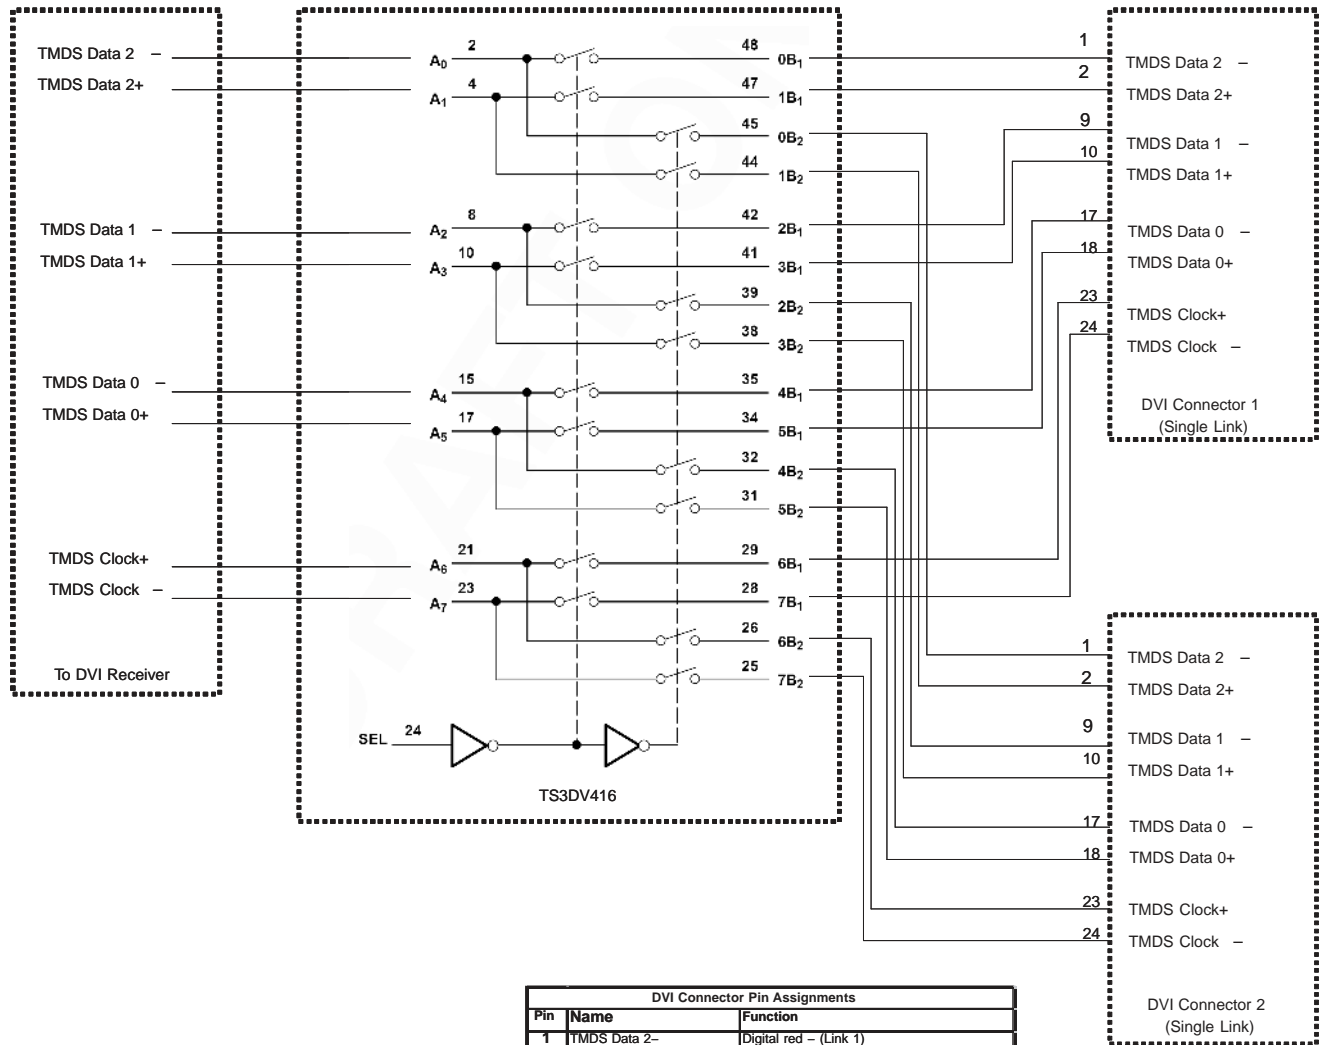 TMDS Data 2 –
TMDS Data 2+
TMDS Data 1 –
TMDS Data 1+
TMDS Data 0 –
TMDS Data 0+
TMDS Clock+
TMDS Clock –
To DVI Receiver
A0 2 48 0B1
A1 4 47 1B1
45 0B2
44 1B2
A2 8 42 2B1
A3 10 41 3B1
39 2B2
38 3B2
A4 15 35 4B1
A5 17 34 5B1
32 4B2
31 5B2
A6 21 29 6B1
A7 23 28 7B1
26 6B2
25 7B2
SEL 24
TS3DV416
1 TMDS Data 2 –
2 TMDS Data 2+
9 TMDS Data 1 –
10 TMDS Data 1+
17 TMDS Data 0 –
18 TMDS Data 0+
23 TMDS Clock+
24 TMDS Clock –
DVI Connector 1
(Single Link)
1 TMDS Data 2 –
2 TMDS Data 2+
9 TMDS Data 1 –
10 TMDS Data 1+
17 TMDS Data 0 –
18 TMDS Data 0+
23 TMDS Clock+
24 TMDS Clock –
DVI Connector 2
(Single Link)
DVI Connector Pin Assignments
Pin Name Function
1 TMDS Data 2– Digital red – (Link 1)